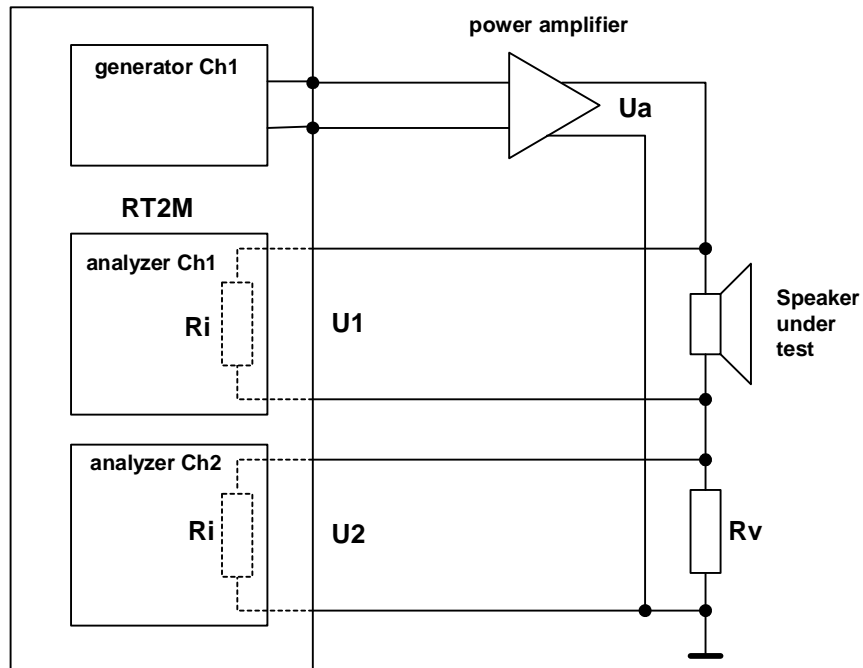 power amplifier
generator Ch1
Ua
RT2M
analyzer Ch1
Ri
U1
Speaker
under
test
analyzer Ch2
Ri
U2
Rv